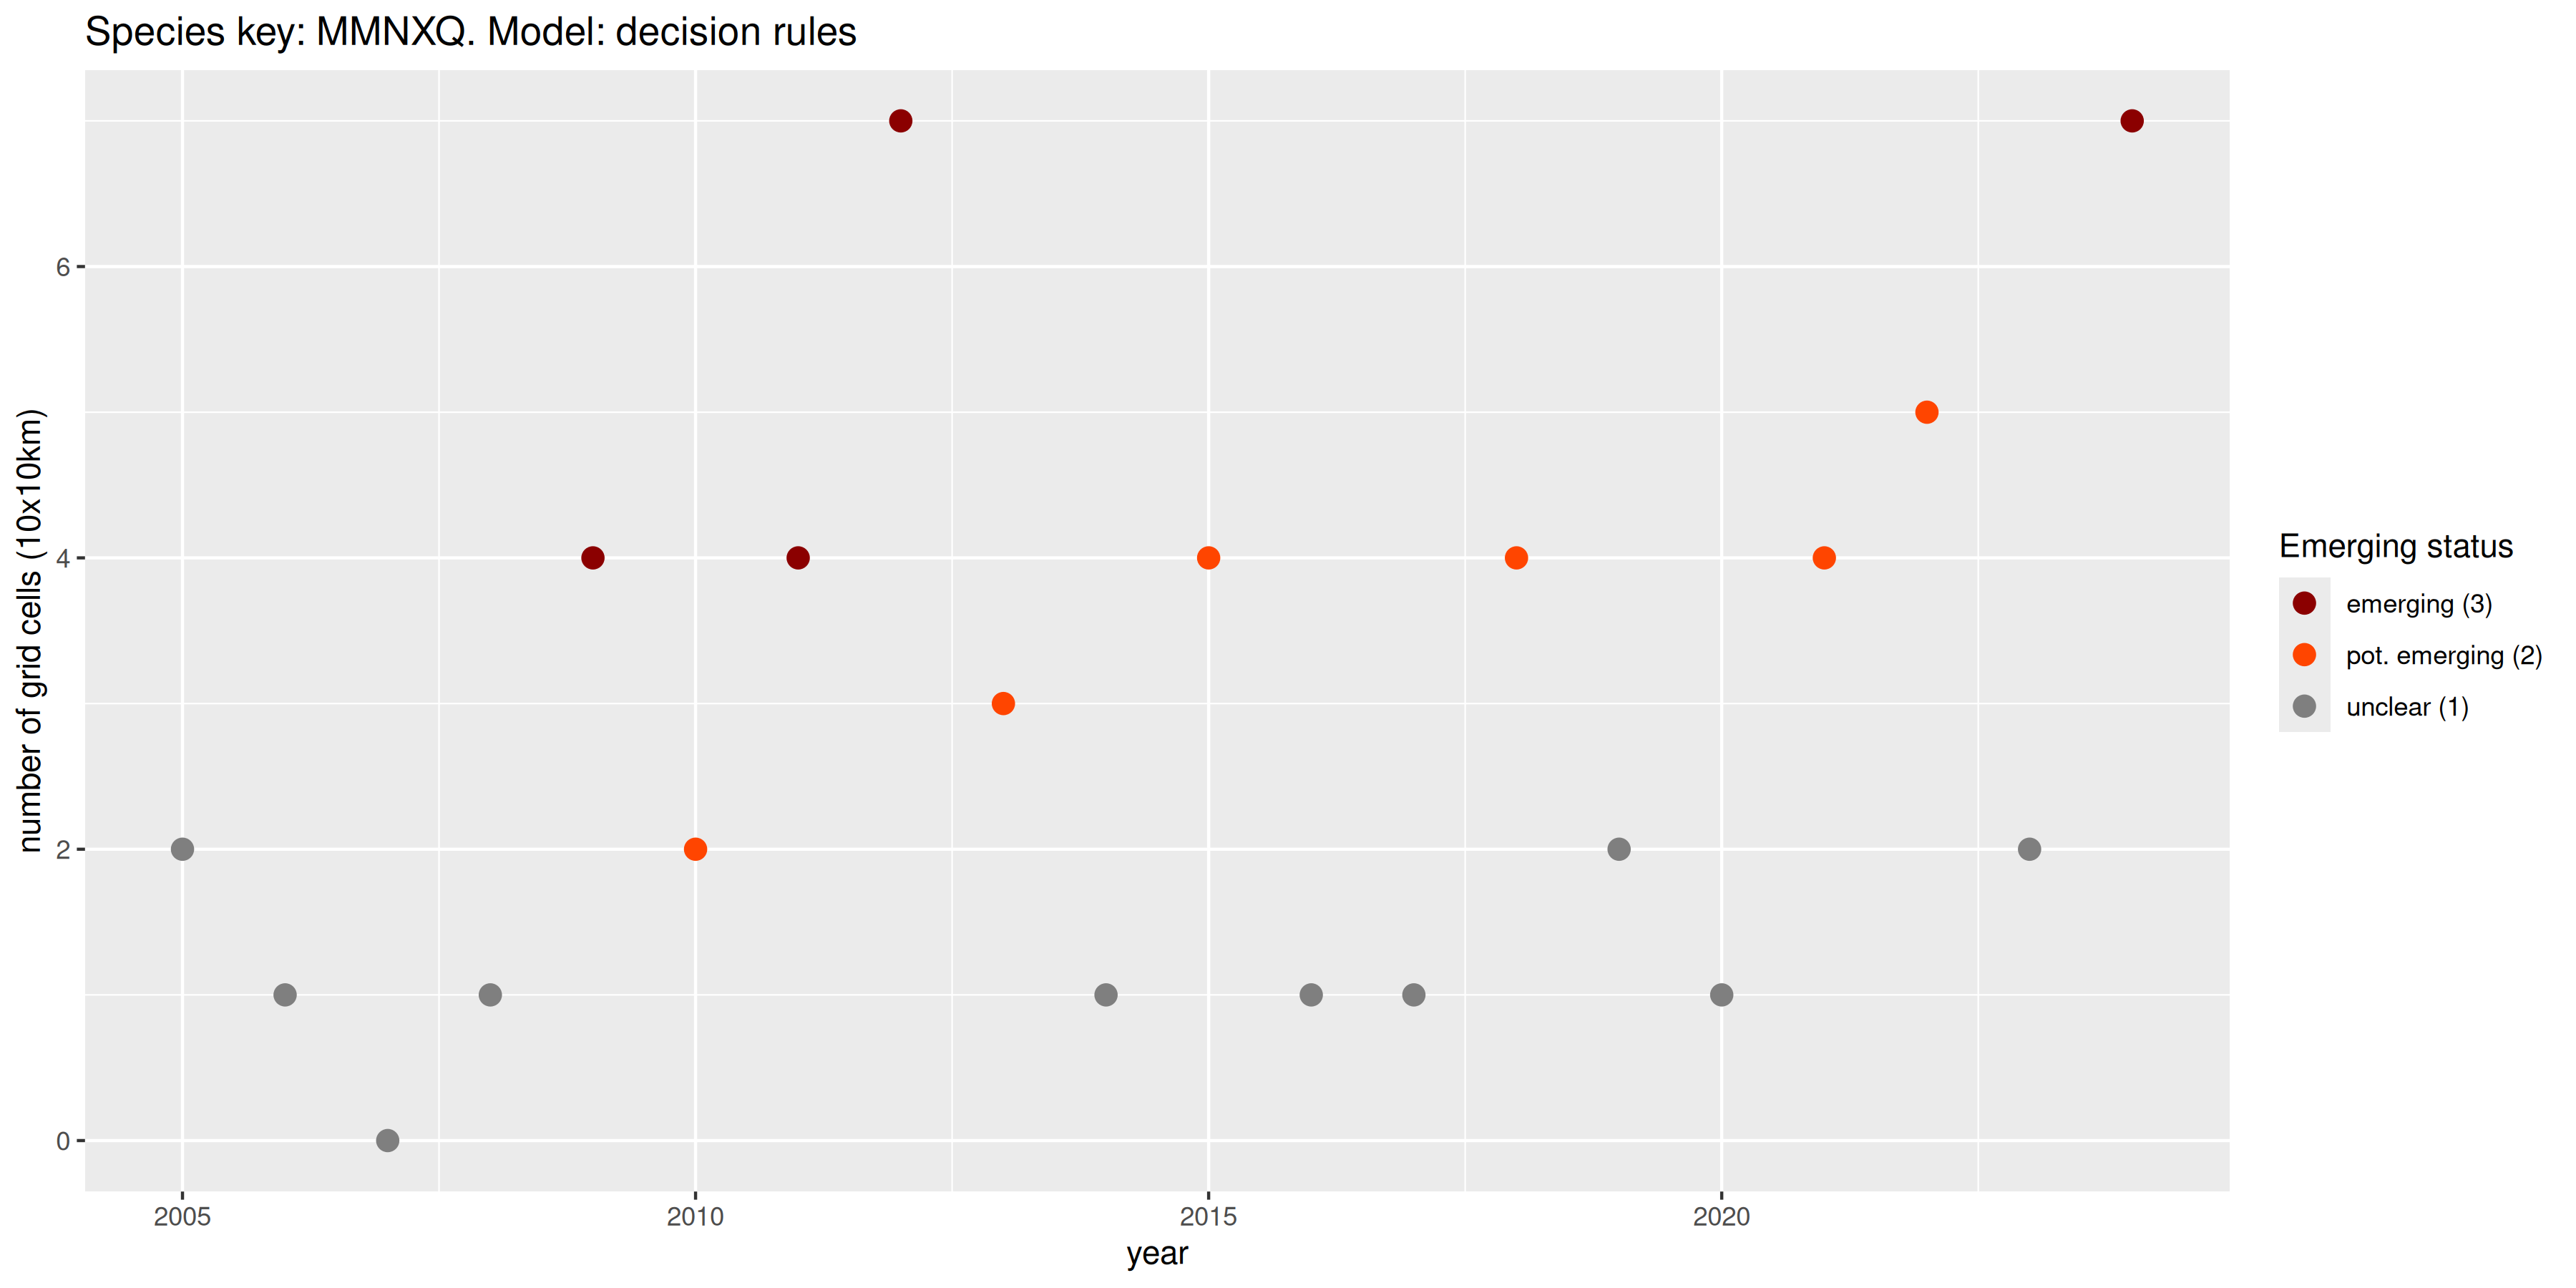 Species key: MMNXQ. Model: decision rules
number of grid cells (10x10km)
6
4
2
0
2005 2010 2015 2020
year
Emerging status
emerging (3)
pot. emerging (2)
unclear (1)